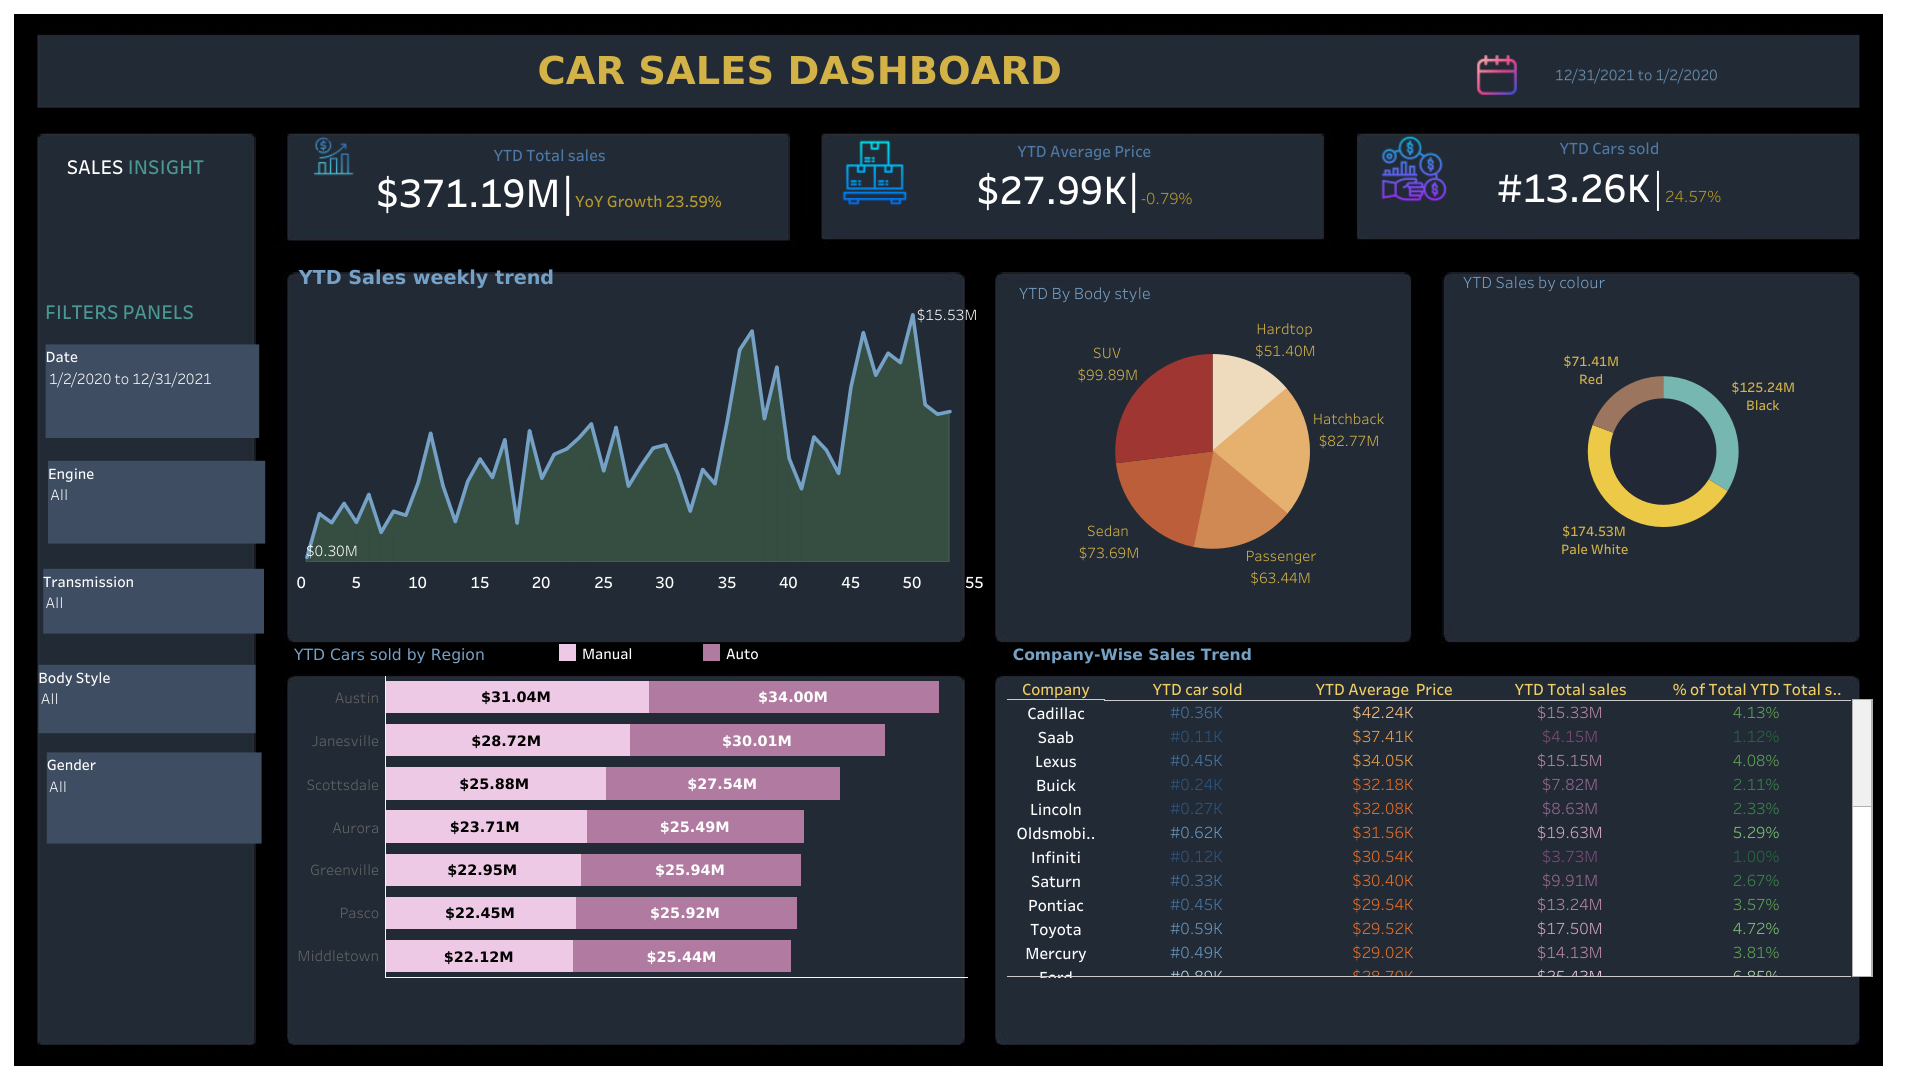 CAR SALES DASHBOARD
12/31/2021 to 1/2/2020
SALES INSIGHT
YTD Total sales
$371.19M| YoY Growth 23.59%
YTD Average Price
$27.99K| -0.79%
YTD Cars sold
#13.26K| 24.57%
FILTERS PANELS
Date
1/2/2020 to 12/31/2021
Engine
All
Transmission
All
Body Style
All
Gender
All
YTD Sales weekly trend
$15.53M
$0.30M
0 5 10 15 20 25 30 35 40 45 50 55
YTD By Body style
Hardtop
$51.40M
SUV
$99.89M
Hatchback
$82.77M
Sedan
$73.69M
Passenger
$63.44M
YTD Sales by colour
$71.41M
Red
$125.24M
Black
$174.53M
Pale White
YTD Cars sold by Region Manual Auto
Austin $31.04M $34.00M
Janesville $28.72M $30.01M
Scottsdale $25.88M $27.54M
Aurora $23.71M $25.49M
Greenville $22.95M $25.94M
Pasco $22.45M $25.92M
Middletown $22.12M $25.44M
Company-Wise Sales Trend
Company YTD car sold YTD Average Price YTD Total sales % of Total YTD Total s..
Cadillac #0.36K $42.24K $15.33M 4.13%
Saab #0.11K $37.41K $4.15M 1.12%
Lexus #0.45K $34.05K $15.15M 4.08%
Buick #0.24K $32.18K $7.82M 2.11%
Lincoln #0.27K $32.08K $8.63M 2.33%
Oldsmobi.. #0.62K $31.56K $19.63M 5.29%
Infiniti #0.12K $30.54K $3.73M 1.00%
Saturn #0.33K $30.40K $9.91M 2.67%
Pontiac #0.45K $29.54K $13.24M 3.57%
Toyota #0.59K $29.52K $17.50M 4.72%
Mercury #0.49K $29.02K $14.13M 3.81%
Ford